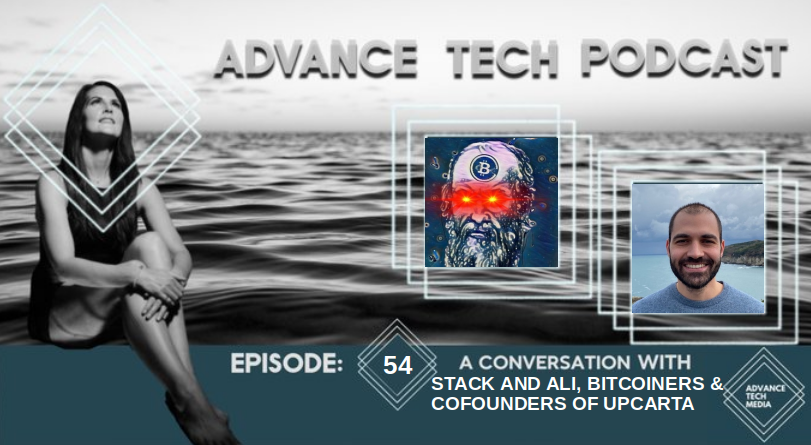 ADVANCE TECH PODCAST
EPISODE: 54 A CONVERSATION WITH
STACK AND ALI, BITCOINERS &
COFOUNDERS OF UPCARTA
ADVANCE
TECH
MEDIA